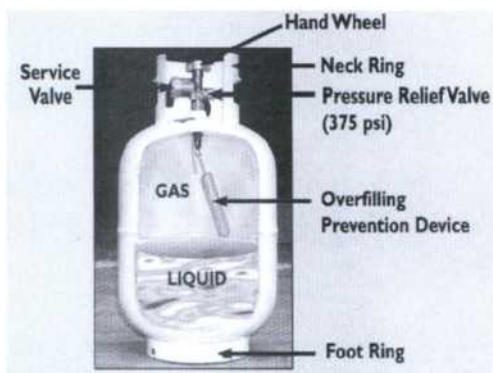 Hand Wheel
Neck Ring
Service
Valve
Pressure Relief Valve
(375 psi)
GAS
Overfilling
Prevention Device
LIQUID
Foot Ring